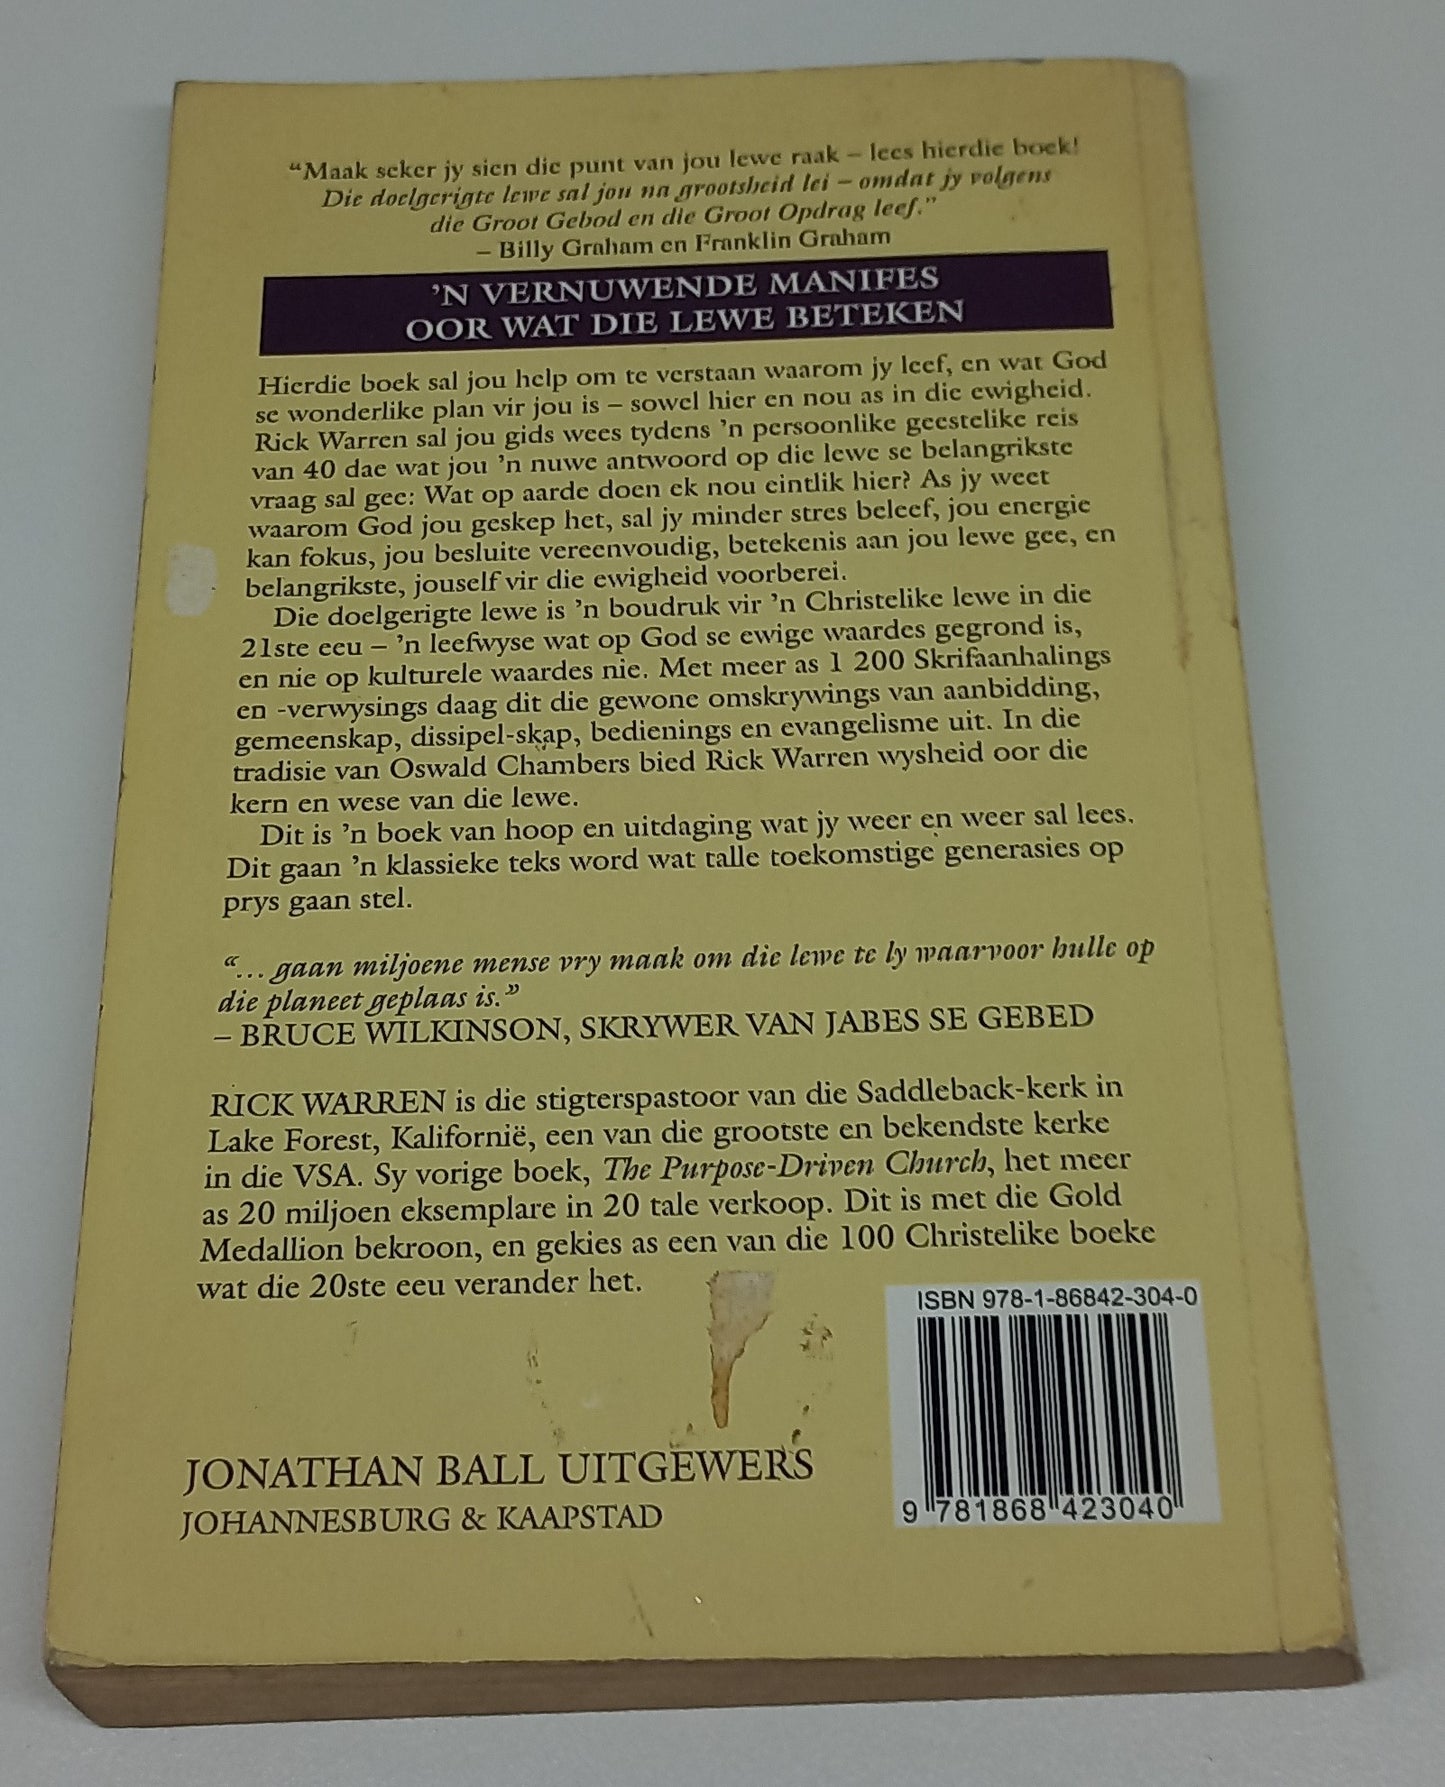 “Maak seker jy sien die punt van jou lewe raak – lees hierdie boek!
Die doelgerigte lewe sal jou na grootsheid lei – omdat jy volgens
die Groot Gebod en die Groot Opdrag leef.”
– Billy Graham en Franklin Graham
’N VERNUWENDE MANIFES
OOR WAT DIE LEWE BETEKEN
Hierdie boek sal jou help om te verstaan waarom jy leef, en wat God
se wonderlike plan vir jou is – sowel hier en nou as in die ewigheid.
Rick Warren sal jou gids wees tydens ’n persoonlike geestelike reis
van 40 dae wat jou ’n nuwe antwoord op die lewe se belangrikste
vraag sal gee: Wat op aarde doen ek nou eintlik hier? As jy weet
waarom God jou geskep het, sal jy minder stres beleef, jou energie
kan fokus, jou besluite vereenvoudig, betekenis aan jou lewe gee, en
belangrikste, jouself vir die ewigheid voorberei.
Die doelgerigte lewe is ’n boudruk vir ’n Christelike lewe in die
21ste eeu – ’n leefwyse wat op God se ewige waardes gegrond is,
en nie op kulturele waardes nie. Met meer as 1 200 Skrifaanhalings
en -verwysings daag dit die gewone omskrywings van aanbidding,
gemeenskap, dissipel-skap, bedienings en evangelisme uit. In die
tradisie van Oswald Chambers bied Rick Warren wysheid oor die
kern en wese van die lewe.
Dit is ’n boek van hoop en uitdaging wat jy weer en weer sal lees.
Dit gaan ’n klassieke teks word wat talle toekomstige generasies op
prys gaan stel.
“... gaan miljoene mense vry maak om die lewe te ly waarvoor hulle op
die planeet geplaas is.”
– BRUCE WILKINSON, SKRYWER VAN JABES SE GEBED
RICK WARREN is die stigterspastoor van die Saddleback-kerk in
Lake Forest, Kalifornië, een van die grootste en bekendste kerke
in die VSA. Sy vorige boek, The Purpose-Driven Church, het meer
as 20 miljoen eksemplare in 20 tale verkoop. Dit is met die Gold
Medallion bekroon, en gekies as een van die 100 Christelike boeke
wat die 20ste eeu verander het.
ISBN 978-1-86842-304-0
9 781868 423040
JONATHAN BALL UITGEWERS
JOHANNESBURG & KAAPSTAD